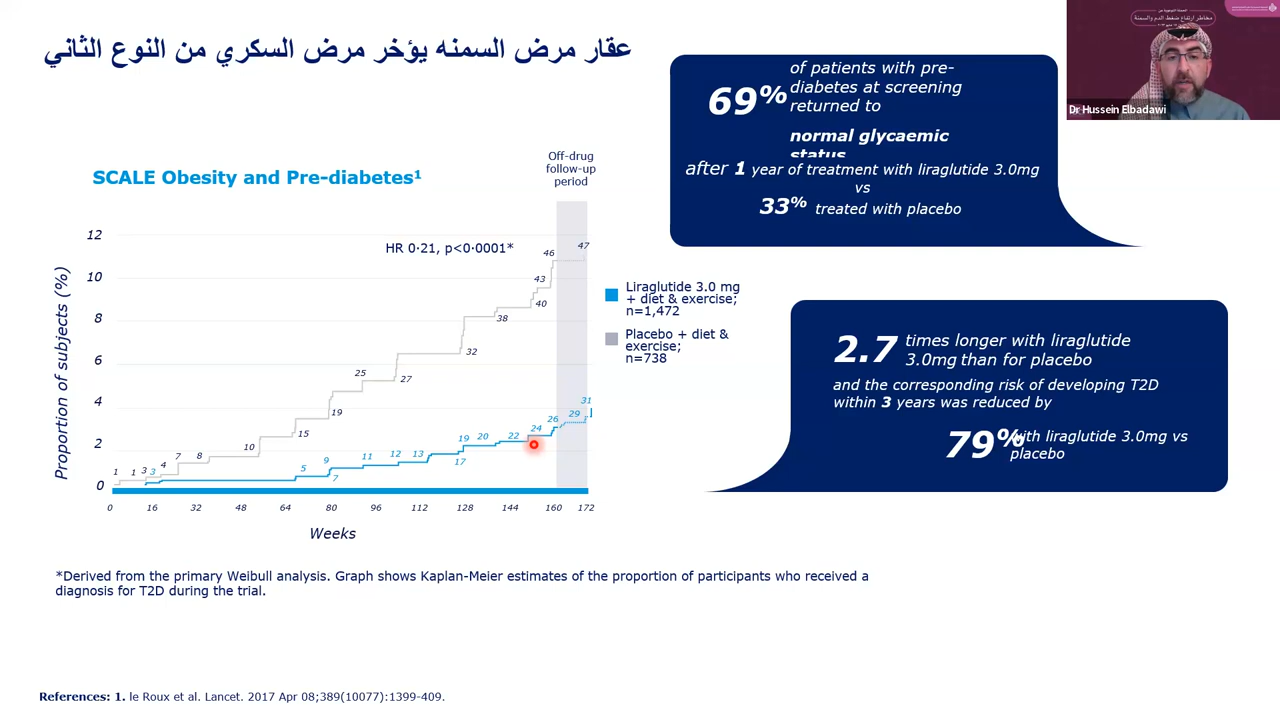 عقار مرض السمنه يؤخر مرض السكري من النوع الثاني
SCALE Obesity and Pre-diabetes¹
Off-drug
follow-up
period
Proportion of subjects (%)
12
10
8
6
4
2
0
HR 0·21, p<0·0001*
1 1 3 4 7 8 10 15 19 25 27 32 38 40 43 46 47
3 5 9 7 11 12 13 19 17 20 22 24 26 29 31
0 16 32 48 64 80 96 112 128 144 160 172
Weeks
Liraglutide 3.0 mg
+ diet & exercise;
n=1,472
Placebo + diet &
exercise;
n=738
69% of patients with pre-
diabetes at screening
returned to
normal glycaemic
status
after 1 year of treatment with liraglutide 3.0mg
vs
33% treated with placebo
2.7 times longer with liraglutide
3.0mg than for placebo
and the corresponding risk of developing T2D
within 3 years was reduced by
79% with liraglutide 3.0mg vs
placebo
*Derived from the primary Weibull analysis. Graph shows Kaplan-Meier estimates of the proportion of participants who received a
diagnosis for T2D during the trial.
References: 1. le Roux et al. Lancet. 2017 Apr 08;389(10077):1399-409.
مخاطر ارتفاع ضغط الدم والسمنة
Dr Hussein Elbadawi